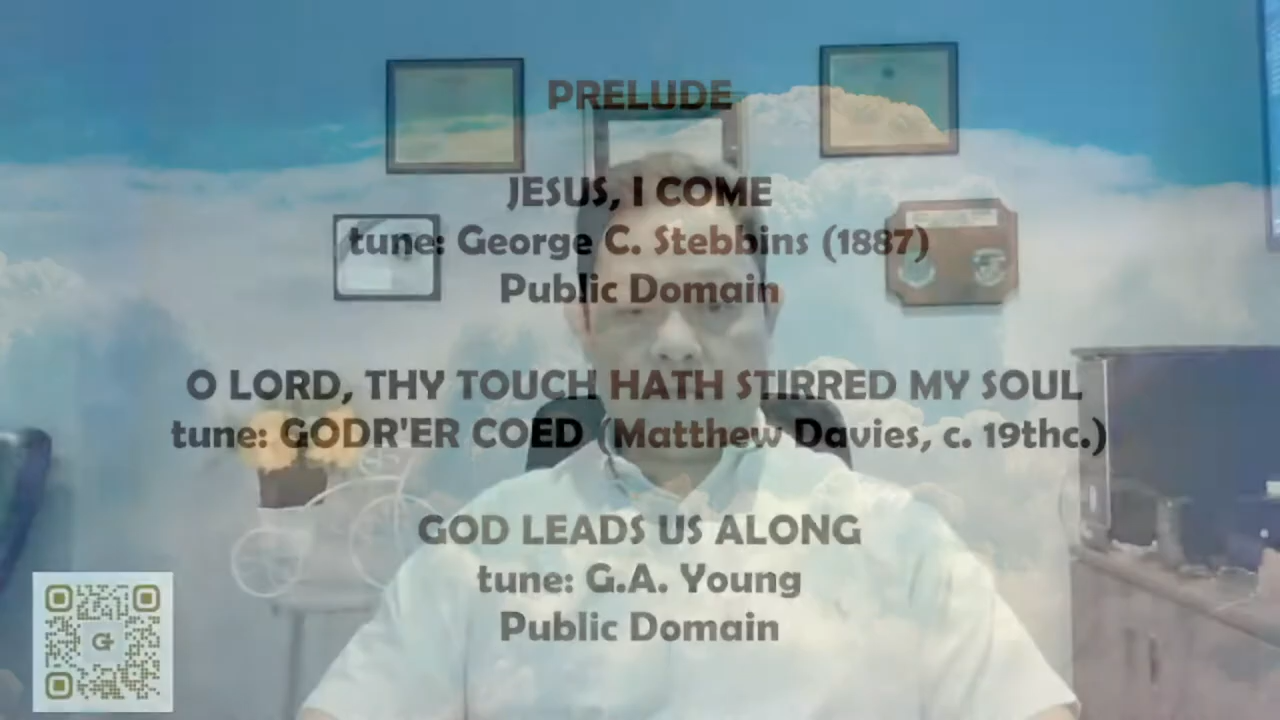 PRELUDE
JESUS, I COME
tune: George C. Stebbins (1887)
Public Domain
O LORD, THY TOUCH HATH STIRRED MY SOUL
tune: GODR'ER COED (Matthew Davies, c. 19thc.)
GOD LEADS US ALONG
tune: G.A. Young
Public Domain